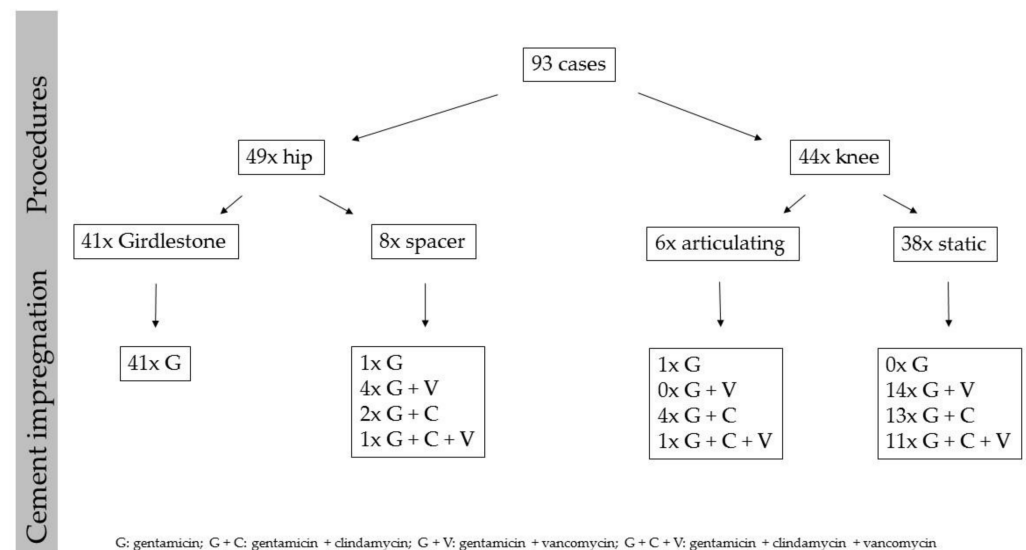 Procedures
93 cases
49x hip
44x knee
41x Girdlestone
8x spacer
6x articulating
38x static
Cement impregnation
41x G
1x G
4x G + V
2x G + C
1x G + C + V
1x G
0x G + V
4x G + C
1x G + C + V
0x G
14x G + V
13x G + C
11x G + C + V
G: gentamicin; G + C: gentamicin + clindamycin; G + V: gentamicin + vancomycin; G + C + V: gentamicin + clindamycin + vancomycin